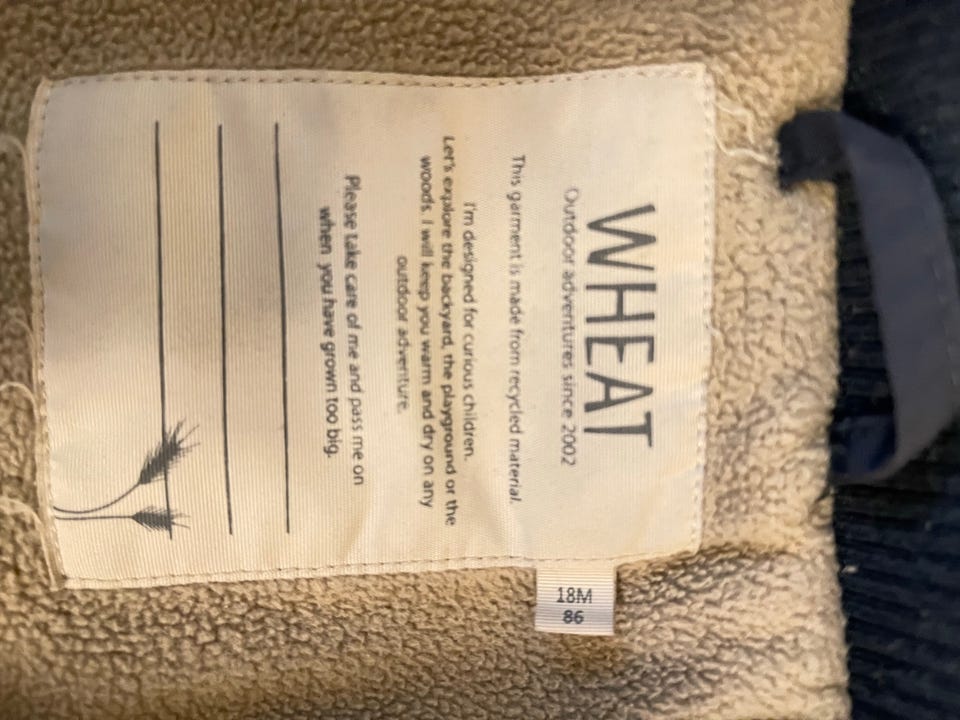 WHEAT
Outdoor adventures since 2002
This garment is made from recycled material.
I'm designed for curious children.
Let's explore the backyard, the playground or the
woods. I will keep you warm and dry on any
outdoor adventure.
Please take care of me and pass me on
when you have grown too big.
18M
86